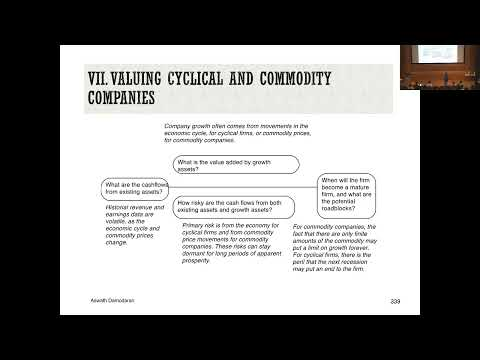 VII. VALUING CYCLICAL AND COMMODITY
COMPANIES
Company growth often comes from movements in the
economic cycle, for cyclical firms, or commodity prices,
for commodity companies.
What is the value added by growth
assets?
What are the cashflows
from existing assets?
When will the firm
become a mature
firm, and what are
the potential
roadblocks?
How risky are the cash flows from both
existing assets and growth assets?
Historical revenue and
earnings data are
volatile, as the
economic cycle and
commodity prices
change.
Primary risk is from the economy for
cyclical firms and from commodity
price movements for commodity
companies. These risks can stay
dormant for long periods of apparent
prosperity.
For commodity companies, the
fact that there are only finite
amounts of the commodity may
put a limit on growth forever.
For cyclical firms, there is the
peril that the next recession
may put an end to the firm.
Aswath Damodaran
339